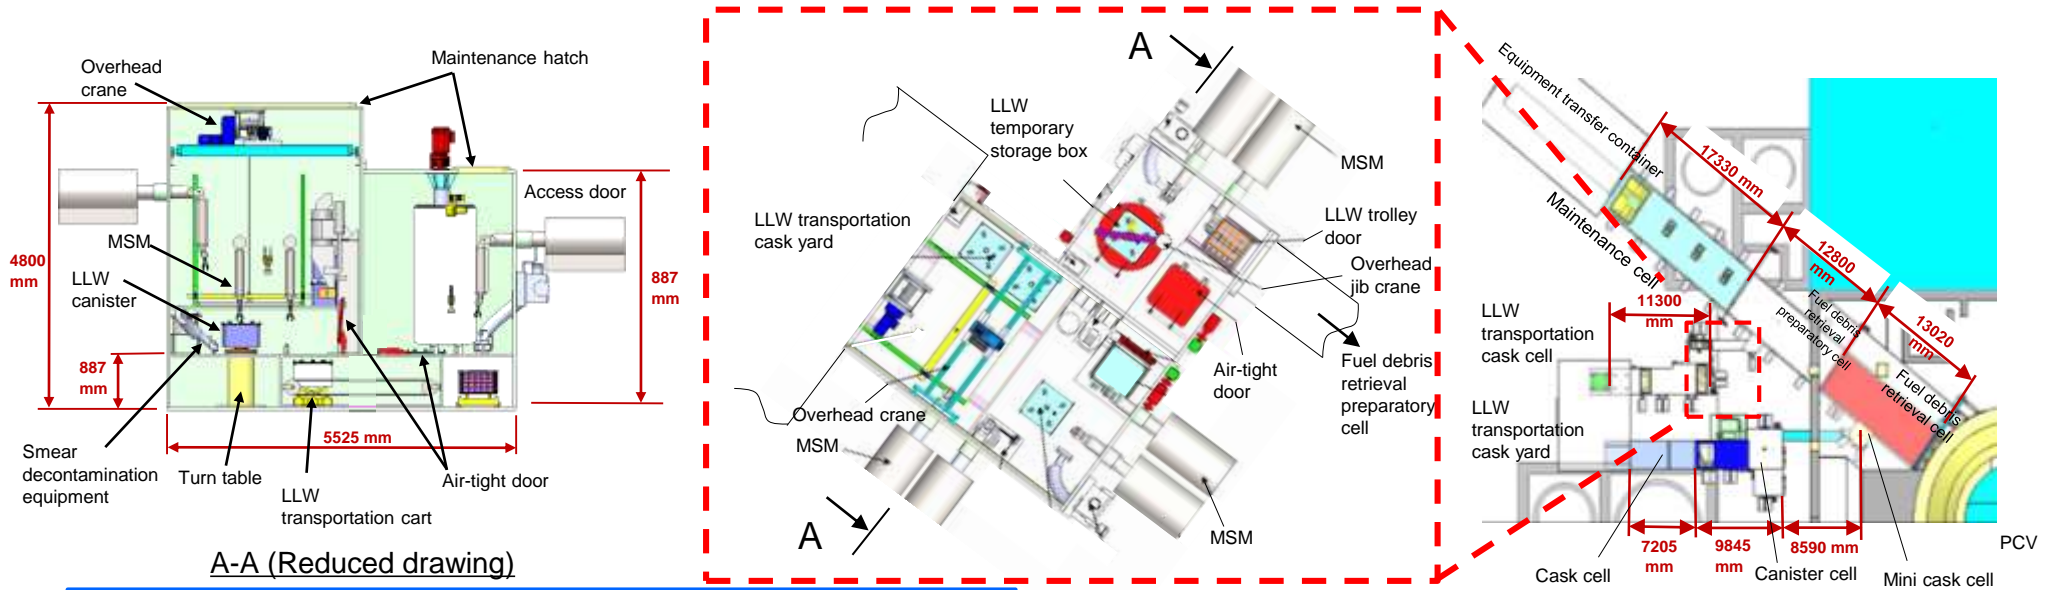 Overhead
crane
Maintenance hatch
Access door
4800
mm
MSM
LLW
canister
887
mm
887
mm
5525 mm
Smear
decontamination
equipment
Turn table
LLW
transportation cart
Air-tight door
A-A (Reduced drawing)
A
LLW
temporary
storage box
MSM
LLW transportation
cask yard
LLW trolley
door
Overhead
jib crane
Air-tight
door
Fuel debris
retrieval
preparatory
cell
Overhead crane
MSM
MSM
A
Equipment transfer container
17330 mm
Maintenance cell
12800
mm
11300
mm
Fuel debris
retrieval
preparatory cell
13020
mm
LLW
transportation
cask cell
Fuel debris
retrieval cell
LLW
transportation
cask yard
7205
mm
9845
mm
8590 mm
PCV
Cask cell
Canister cell
Mini cask cell